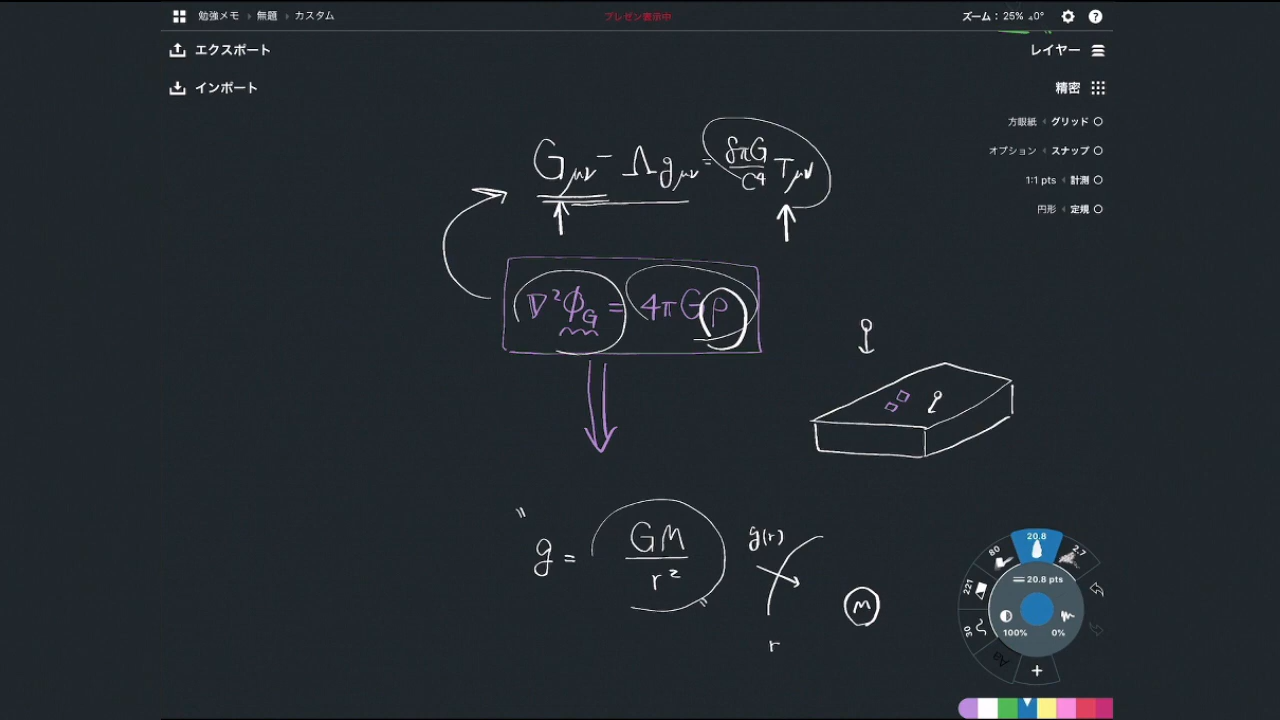 勉強メモ 無題 カスタム
プレゼン表示中
ズーム: 25% 0°
エクスポート
レイヤー
インポート
精密
方眼紙 グリッド
オプション スナップ
1:1 pts 計測
円形 定規
Gμν - Λgμν = 8πG/c⁴ Tμν
∇²ϕG = 4πGρ
"g = GM/r²"
g(r)
M
r
20.8
80
2.7
221
20.8 pts
30
100% 0%
Aa